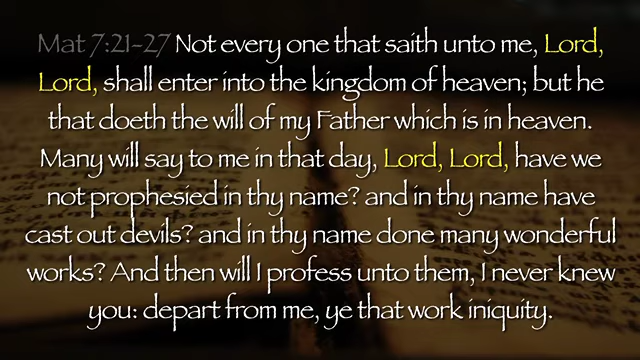 Mat 7:21-27 Not every one that saith unto me, Lord,
Lord, shall enter into the kingdom of heaven; but he
that doeth the will of my Father which is in heaven.
Many will say to me in that day, Lord, Lord, have we
not prophesied in thy name? and in thy name have
cast out devils? and in thy name done many wonderful
works? And then will I profess unto them, I never knew
you: depart from me, ye that work iniquity.